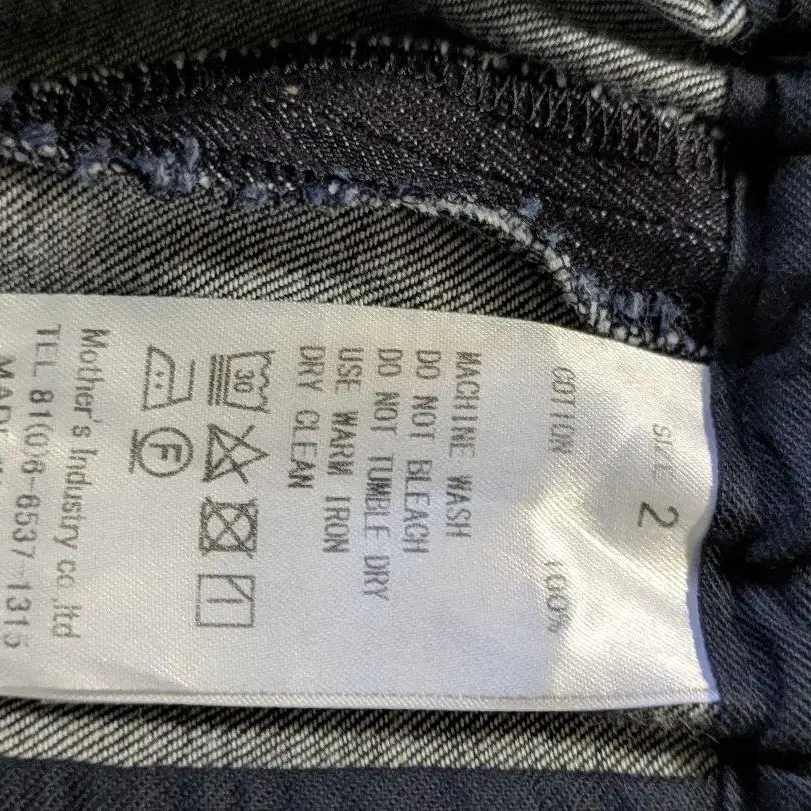 SIZE 2
COTTON 100%
MACHINE WASH
DO NOT BLEACH
DO NOT TUMBLE DRY
USE WARM IRON
DRY CLEAN
30
F
Mother's Industry co.,ltd
TEL 81(0)6-6537-1315